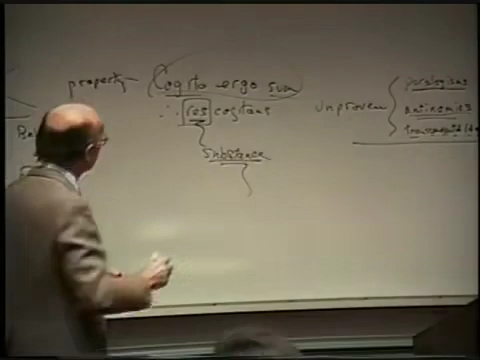 property — Cogito ergo sum
∴ res cogitans
substance
Unproven
paralogisms
antinomies